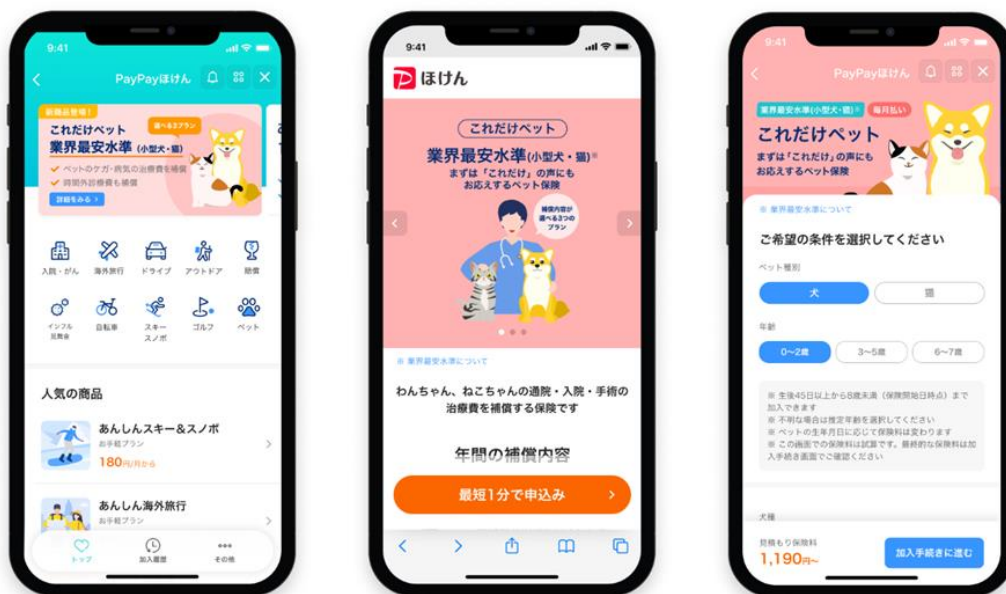 9:41
PayPayほけん
新商品登場！
これだけペット
業界最安水準（小型犬・猫）
選べる3プラン
ペットのケガ・病気の治療費を補償
時間外診療費も補償
詳細をみる >
入院・がん
海外旅行
ドライブ
アウトドア
賠償
インフル
見舞金
自転車
スキー
スノボ
ゴルフ
ペット
人気の商品
あんしんスキー＆スノボ
お手軽プラン
180円/月から
あんしん海外旅行
お手軽プラン
トップ
加入履歴
その他
9:41
ほけん
これだけペット
業界最安水準(小型犬・猫)※
まずは「これだけ」の声にも
お応えするペット保険
補償内容が
選べる3つの
プラン
※ 業界最安水準について
わんちゃん、ねこちゃんの通院・入院・手術の
治療費を補償する保険です
年間の補償内容
最短1分で申込み
9:41
PayPayほけん
業界最安水準(小型犬・猫)※
毎月払い
これだけペット
まずは「これだけ」の声にも
お応えするペット保険
※ 業界最安水準について
ご希望の条件を選択してください
ペット種別
犬
猫
年齢
0〜2歳
3〜5歳
6〜7歳
※ 生後45日以上から8歳未満（保険開始日時点）まで
加入できます
※ 不明な場合は推定年齢を選択してください
※ ペットの生年月日に応じて保険料は変わります
※ この画面での保険料は試算です。最終的な保険料は加
入手続き画面でご確認ください
犬種
見積もり保険料
1,190円〜
加入手続きに進む